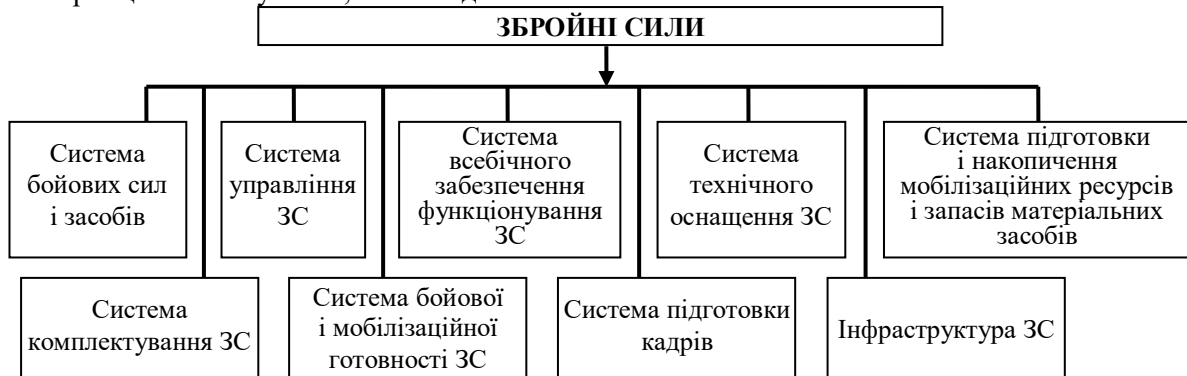 ЗБРОЙНІ СИЛИ
Система
бойових сил
і засобів
Система
управління
ЗС
Система
всебічного
забезпечення
функціонування
ЗС
Система
технічного
оснащення ЗС
Система підготовки
і накопичення
мобілізаційних ресурсів
і запасів матеріальних
засобів
Система
комплектування ЗС
Система бойової
і мобілізаційної
готовності ЗС
Система підготовки
кадрів
Інфраструктура ЗС